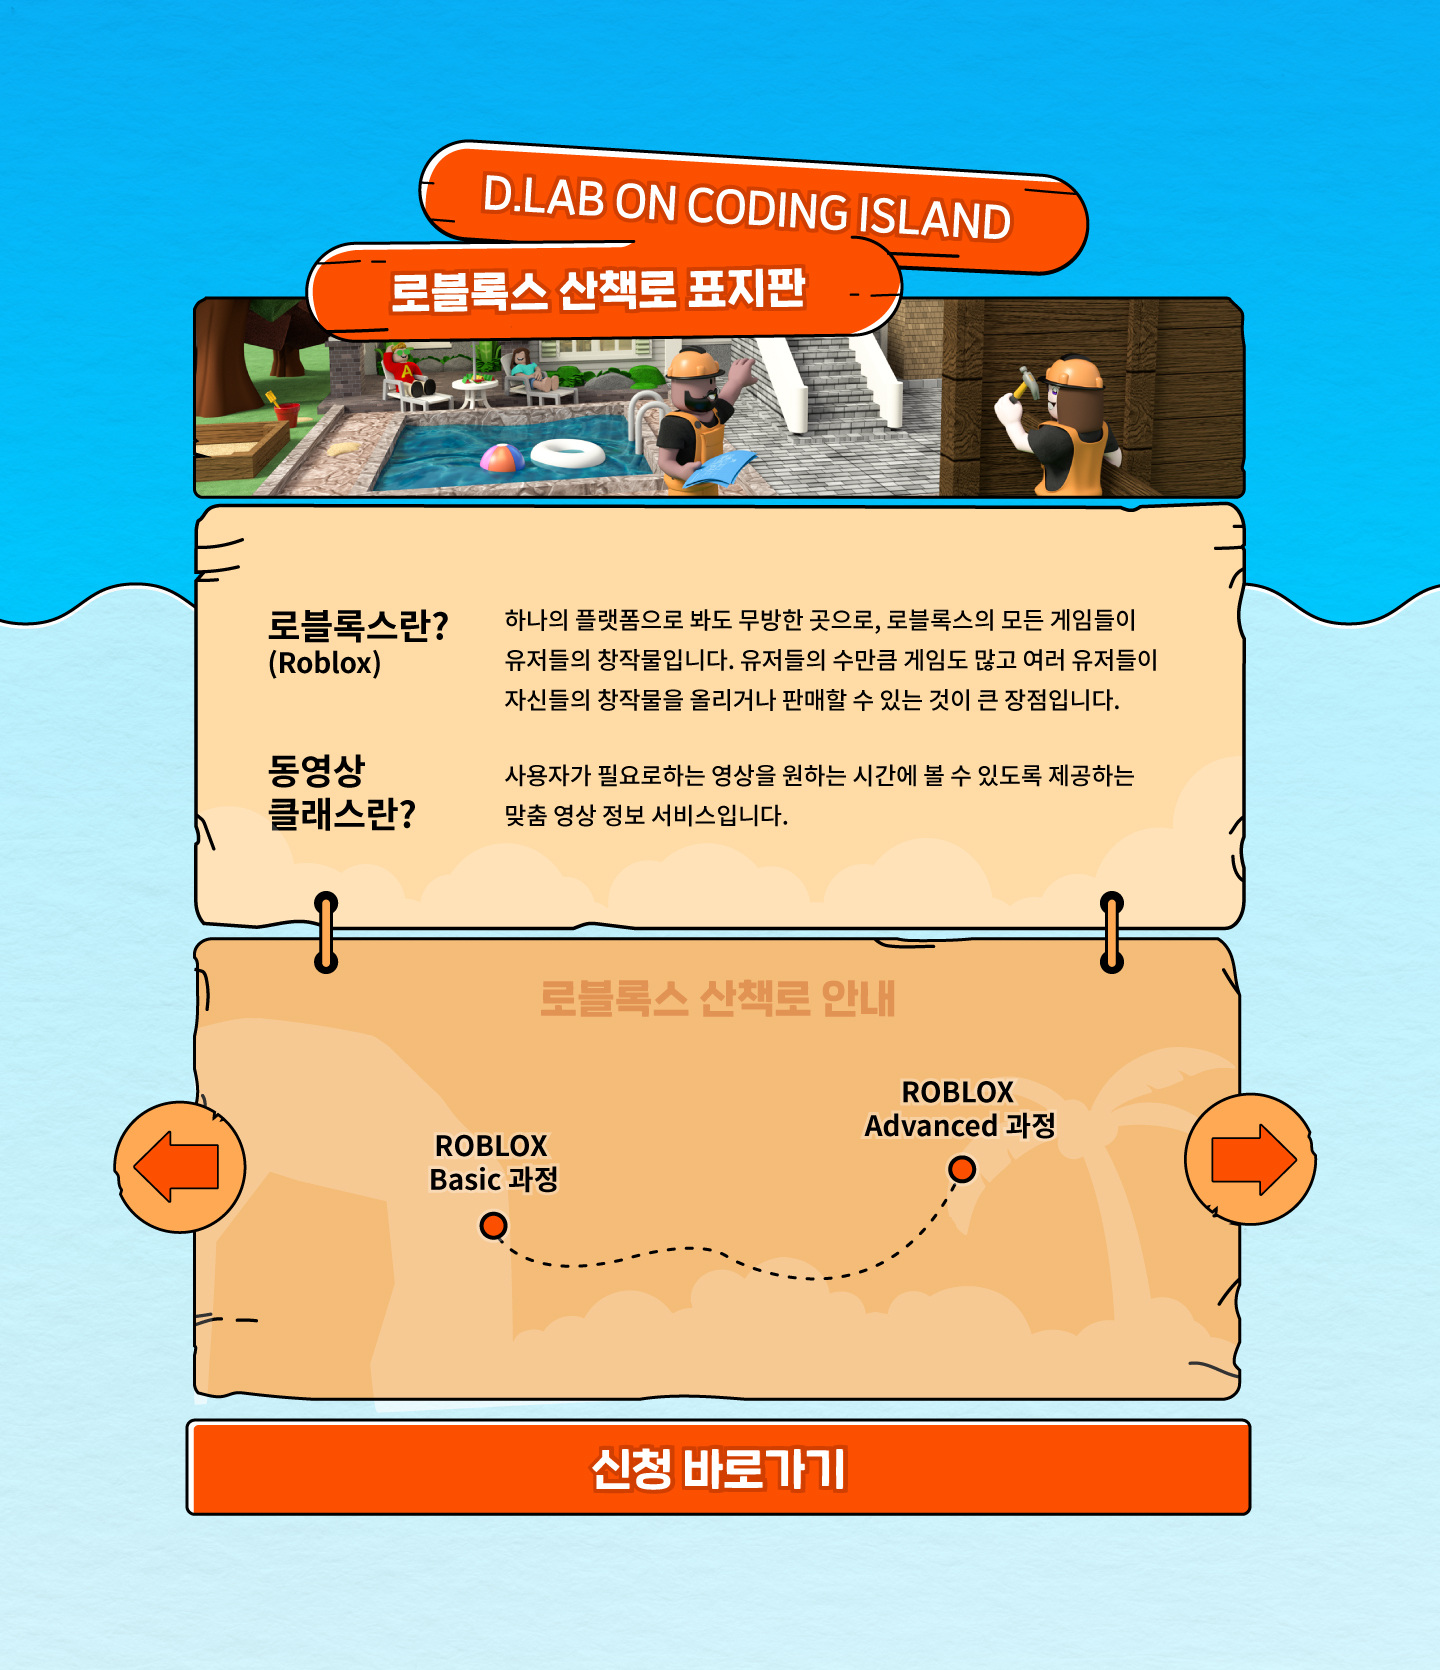 D.LAB ON CODING ISLAND
로블록스 산책로 표지판
A
로블록스란?
(Roblox)
하나의 플랫폼으로 봐도 무방한 곳으로, 로블록스의 모든 게임들이
유저들의 창작물입니다. 유저들의 수만큼 게임도 많고 여러 유저들이
자신들의 창작물을 올리거나 판매할 수 있는 것이 큰 장점입니다.
동영상
클래스란?
사용자가 필요로하는 영상을 원하는 시간에 볼 수 있도록 제공하는
맞춤 영상 정보 서비스입니다.
로블록스 산책로 안내
ROBLOX
Basic 과정
ROBLOX
Advanced 과정
신청 바로가기